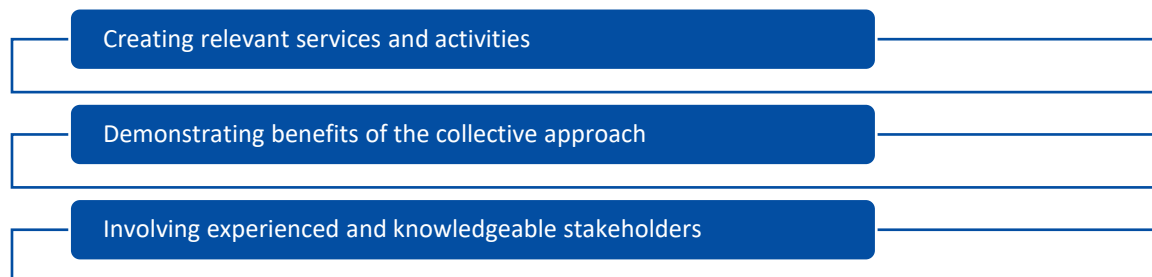 Creating relevant services and activities
Demonstrating benefits of the collective approach
Involving experienced and knowledgeable stakeholders